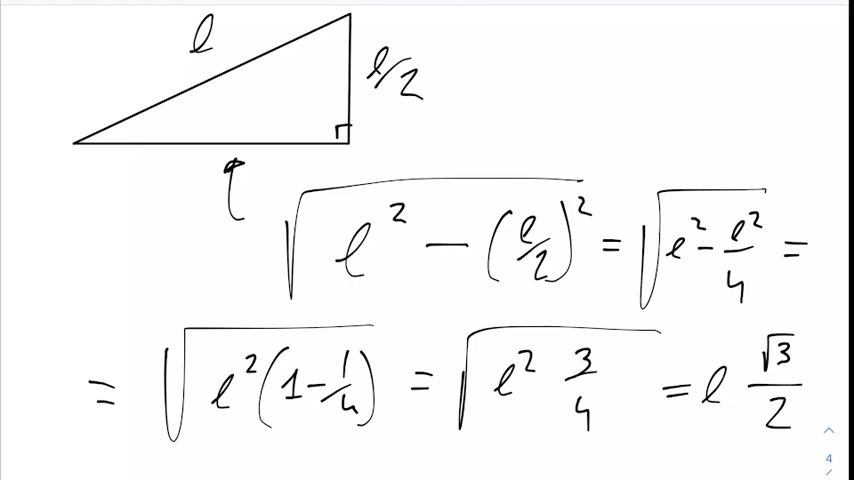 ℓ
ℓ/2
√(ℓ² − (ℓ/2)²) = √(ℓ² − ℓ²/4) =
= √(ℓ²(1 − 1/4)) = √(ℓ² 3/4) = ℓ √3/2
4